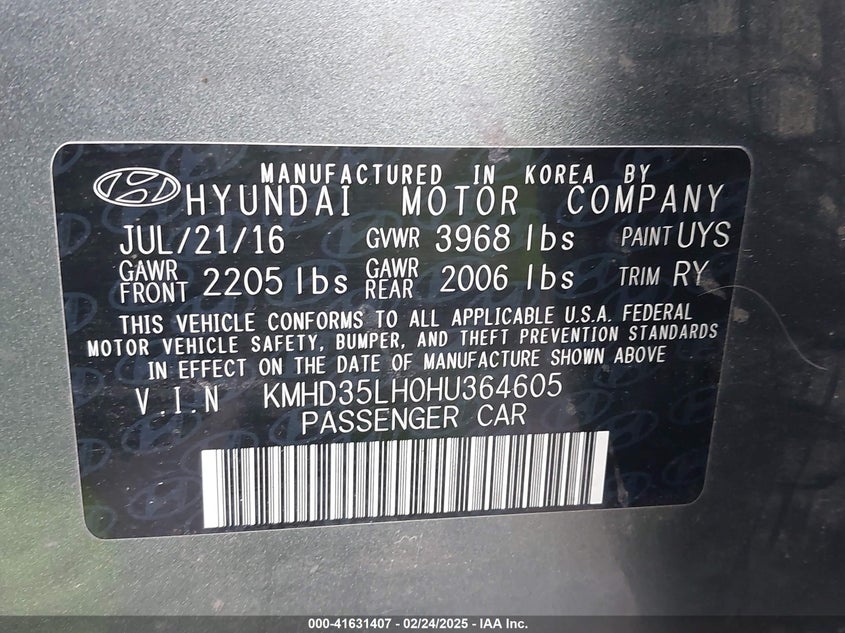 MANUFACTURED IN KOREA BY
HYUNDAI MOTOR COMPANY
JUL/21/16 GVWR 3968 lbs PAINT UYS
GAWR FRONT 2205 lbs GAWR REAR 2006 lbs TRIM RY
THIS VEHICLE CONFORMS TO ALL APPLICABLE U.S.A. FEDERAL
MOTOR VEHICLE SAFETY, BUMPER, AND THEFT PREVENTION STANDARDS
IN EFFECT ON THE DATE OF MANUFACTURE SHOWN ABOVE
V.I.N KMHD35LH0HU364605
PASSENGER CAR
000-41631407 - 02/24/2025 - IAA Inc.